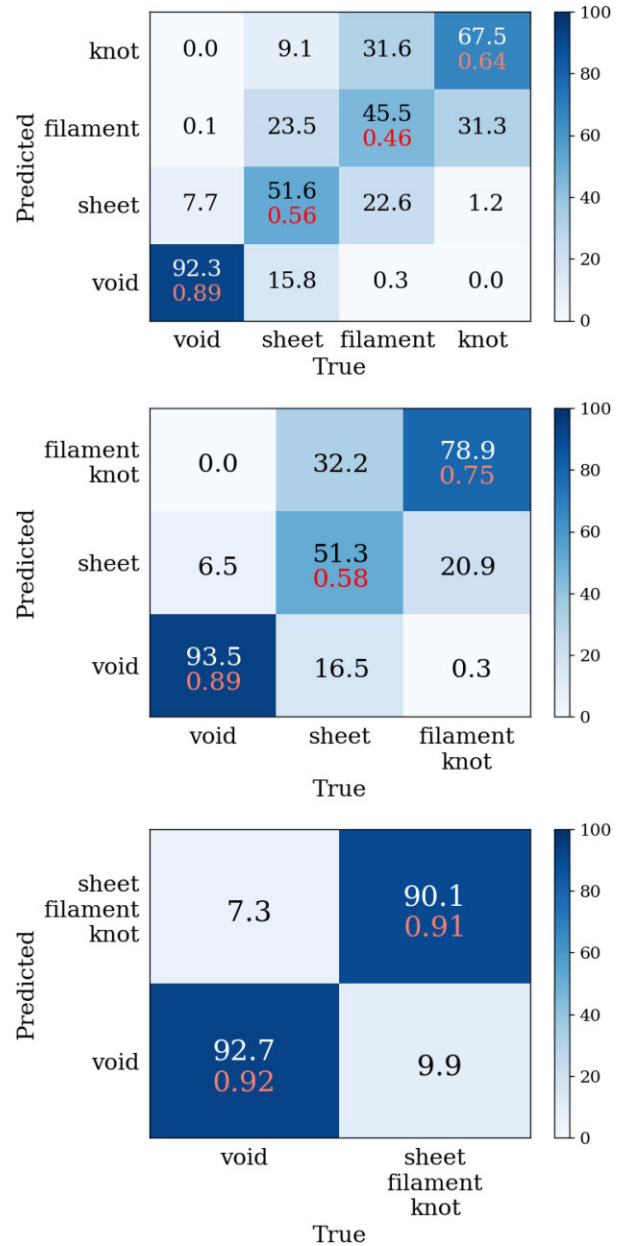 100
knot 0.0 9.1 31.6 67.5
0.64
80
filament 0.1 23.5 45.5 31.3
0.46
60
Predicted
sheet 7.7 51.6 22.6 1.2
0.56
40
20
void 92.3 15.8 0.3 0.0
0.89
0
void sheet filament knot
True
100
filament
knot 0.0 32.2 78.9
0.75
80
60
Predicted
sheet 6.5 51.3 20.9
0.58
40
20
void 93.5 16.5 0.3
0.89
0
void sheet filament
knot
True
100
sheet
filament
knot 7.3 90.1
0.91
80
60
Predicted
40
void 92.7 9.9
0.92
20
0
void sheet
filament
knot
True